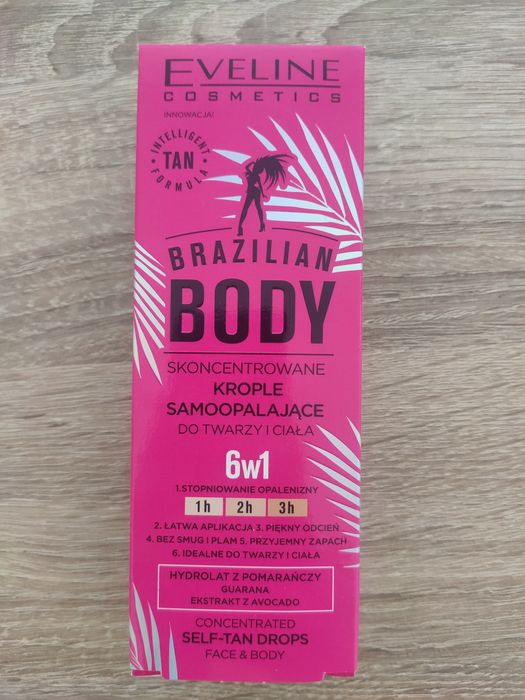 EVELINE
COSMETICS
INNOWACJA!
• INTELLIGENT •
TAN
FORMULA
BRAZILIAN
BODY
SKONCENTROWANE
KROPLE
SAMOOPALAJĄCE
DO TWARZY I CIAŁA
6w1
1.STOPNIOWANIE OPALENIZNY
1h 2h 3h
2. ŁATWA APLIKACJA 3. PIĘKNY ODCIEŃ
4. BEZ SMUG I PLAM 5. PRZYJEMNY ZAPACH
6. IDEALNE DO TWARZY I CIAŁA
HYDROLAT Z POMARAŃCZY
GUARANA
EKSTRAKT Z AVOCADO
CONCENTRATED
SELF-TAN DROPS
FACE & BODY